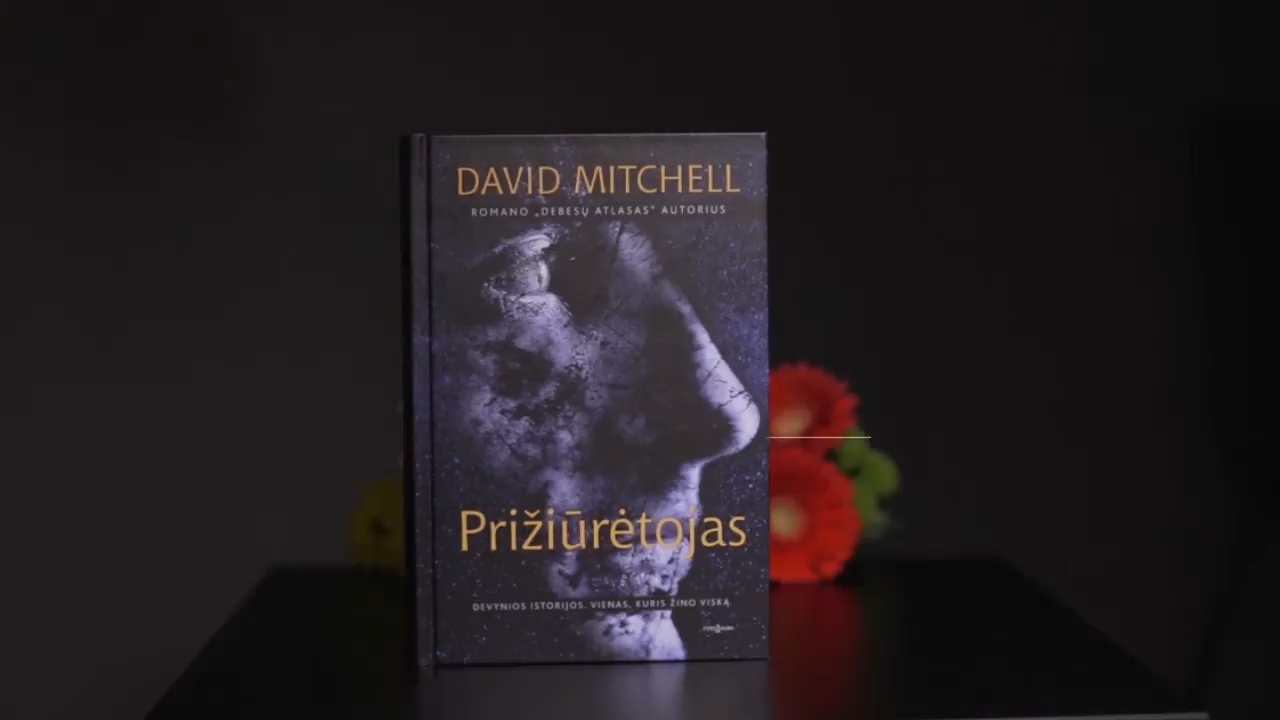 DAVID MITCHELL
ROMANO „DEBESŲ ATLASAS“ AUTORIUS
Prižiūrėtojas
DEVYNIOS ISTORIJOS. VIENAS, KURIS ŽINO VISKĄ.